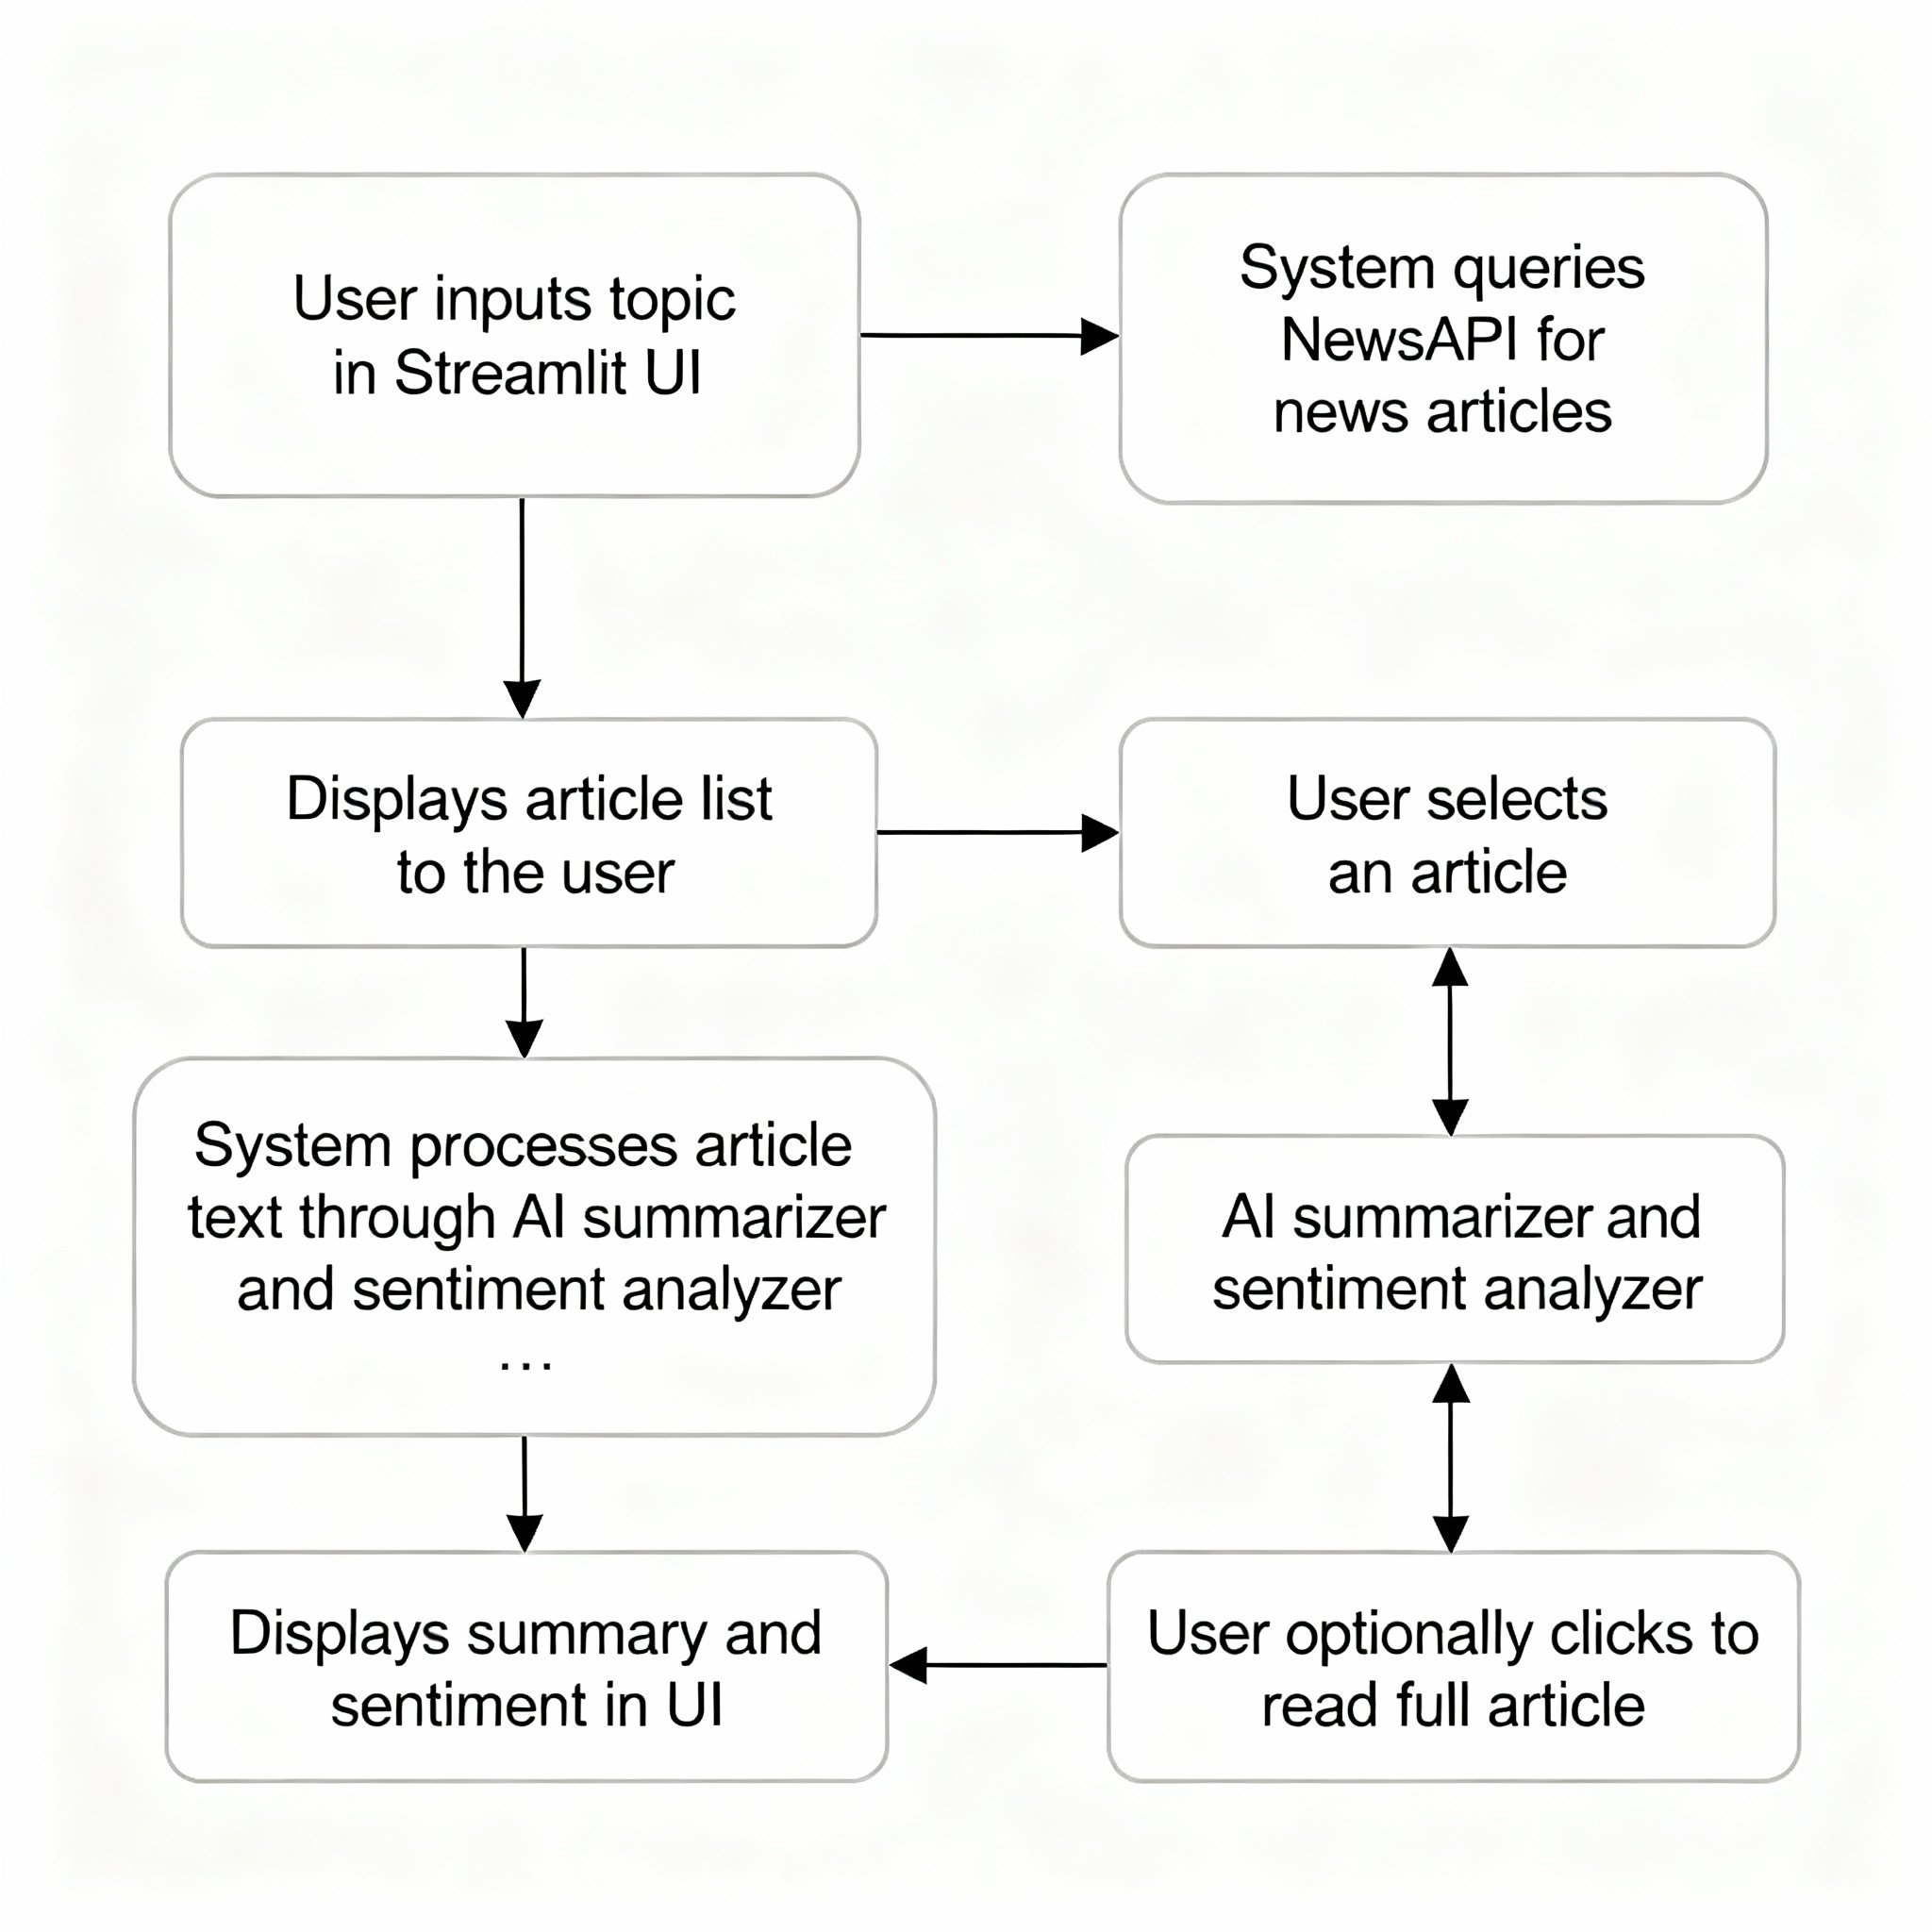 User inputs topic
in Streamlit UI
System queries
NewsAPI for
news articles
Displays article list
to the user
User selects
an article
System processes article
text through AI summarizer
and sentiment analyzer
...
AI summarizer and
sentiment analyzer
Displays summary and
sentiment in UI
User optionally clicks to
read full article